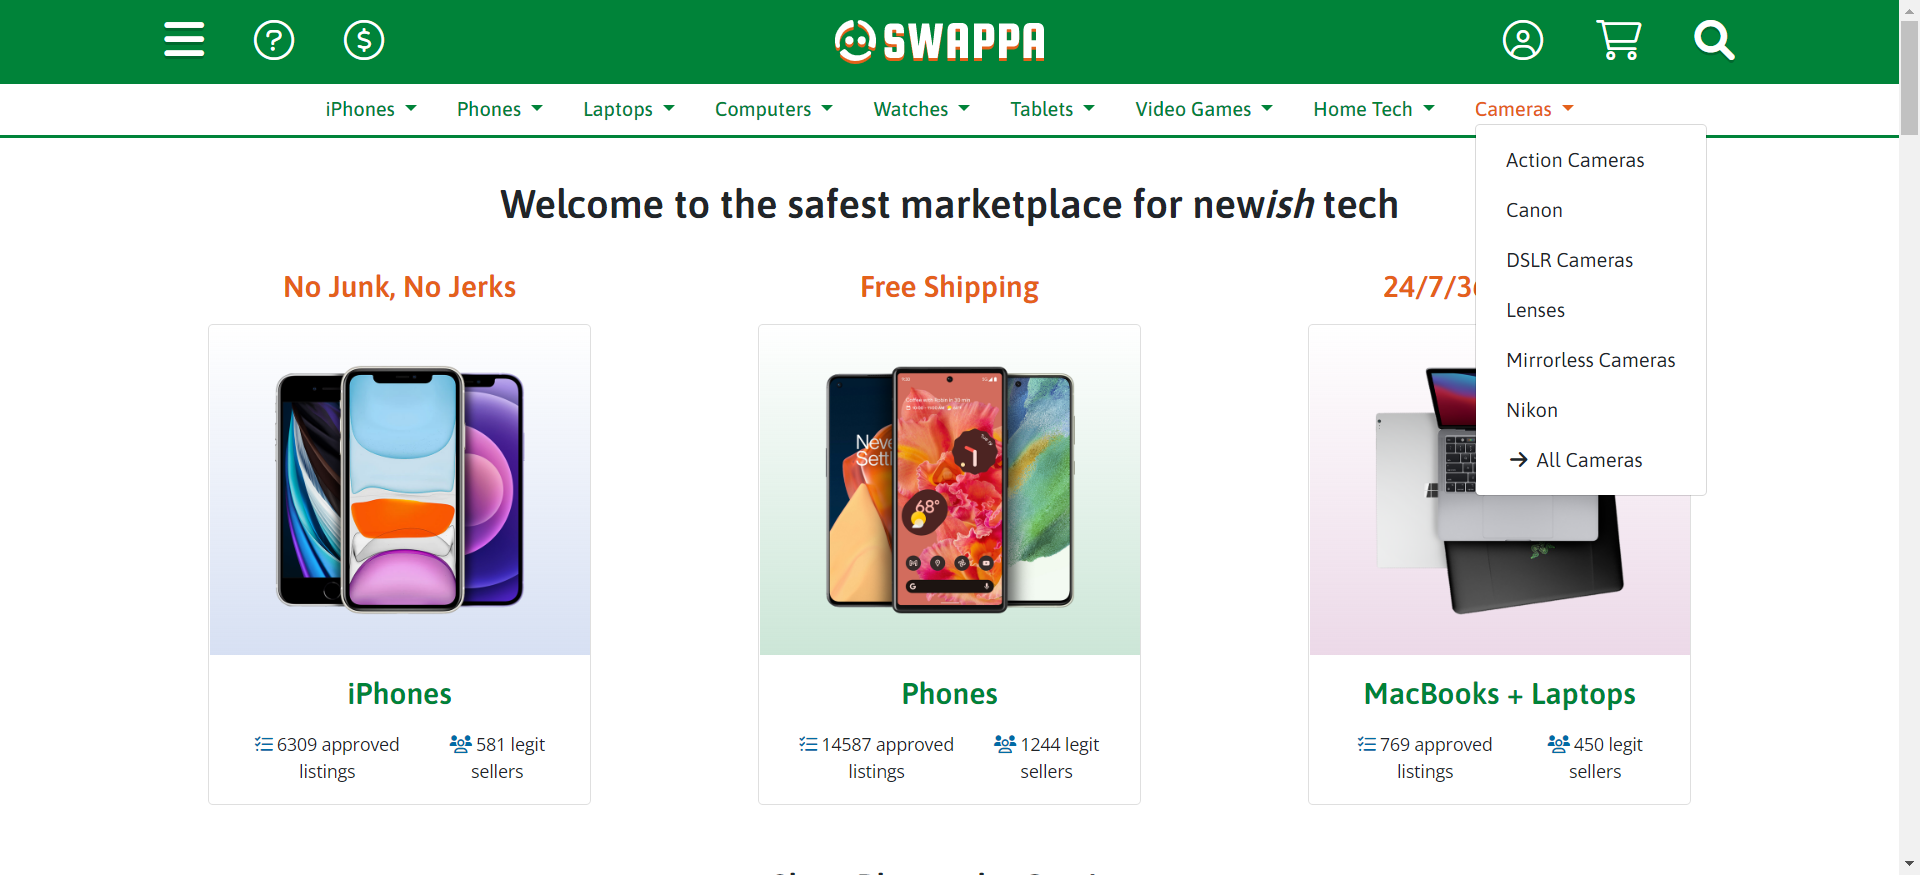 SWAPPA
iPhones
Phones
Laptops
Computers
Watches
Tablets
Video Games
Home Tech
Cameras
Action Cameras
Canon
DSLR Cameras
Lenses
Mirrorless Cameras
Nikon
All Cameras
Welcome to the safest marketplace for newish tech
No Junk, No Jerks
Free Shipping
24/7/3
iPhones
6309 approved
listings
581 legit
sellers
Phones
14587 approved
listings
1244 legit
sellers
MacBooks + Laptops
769 approved
listings
450 legit
sellers